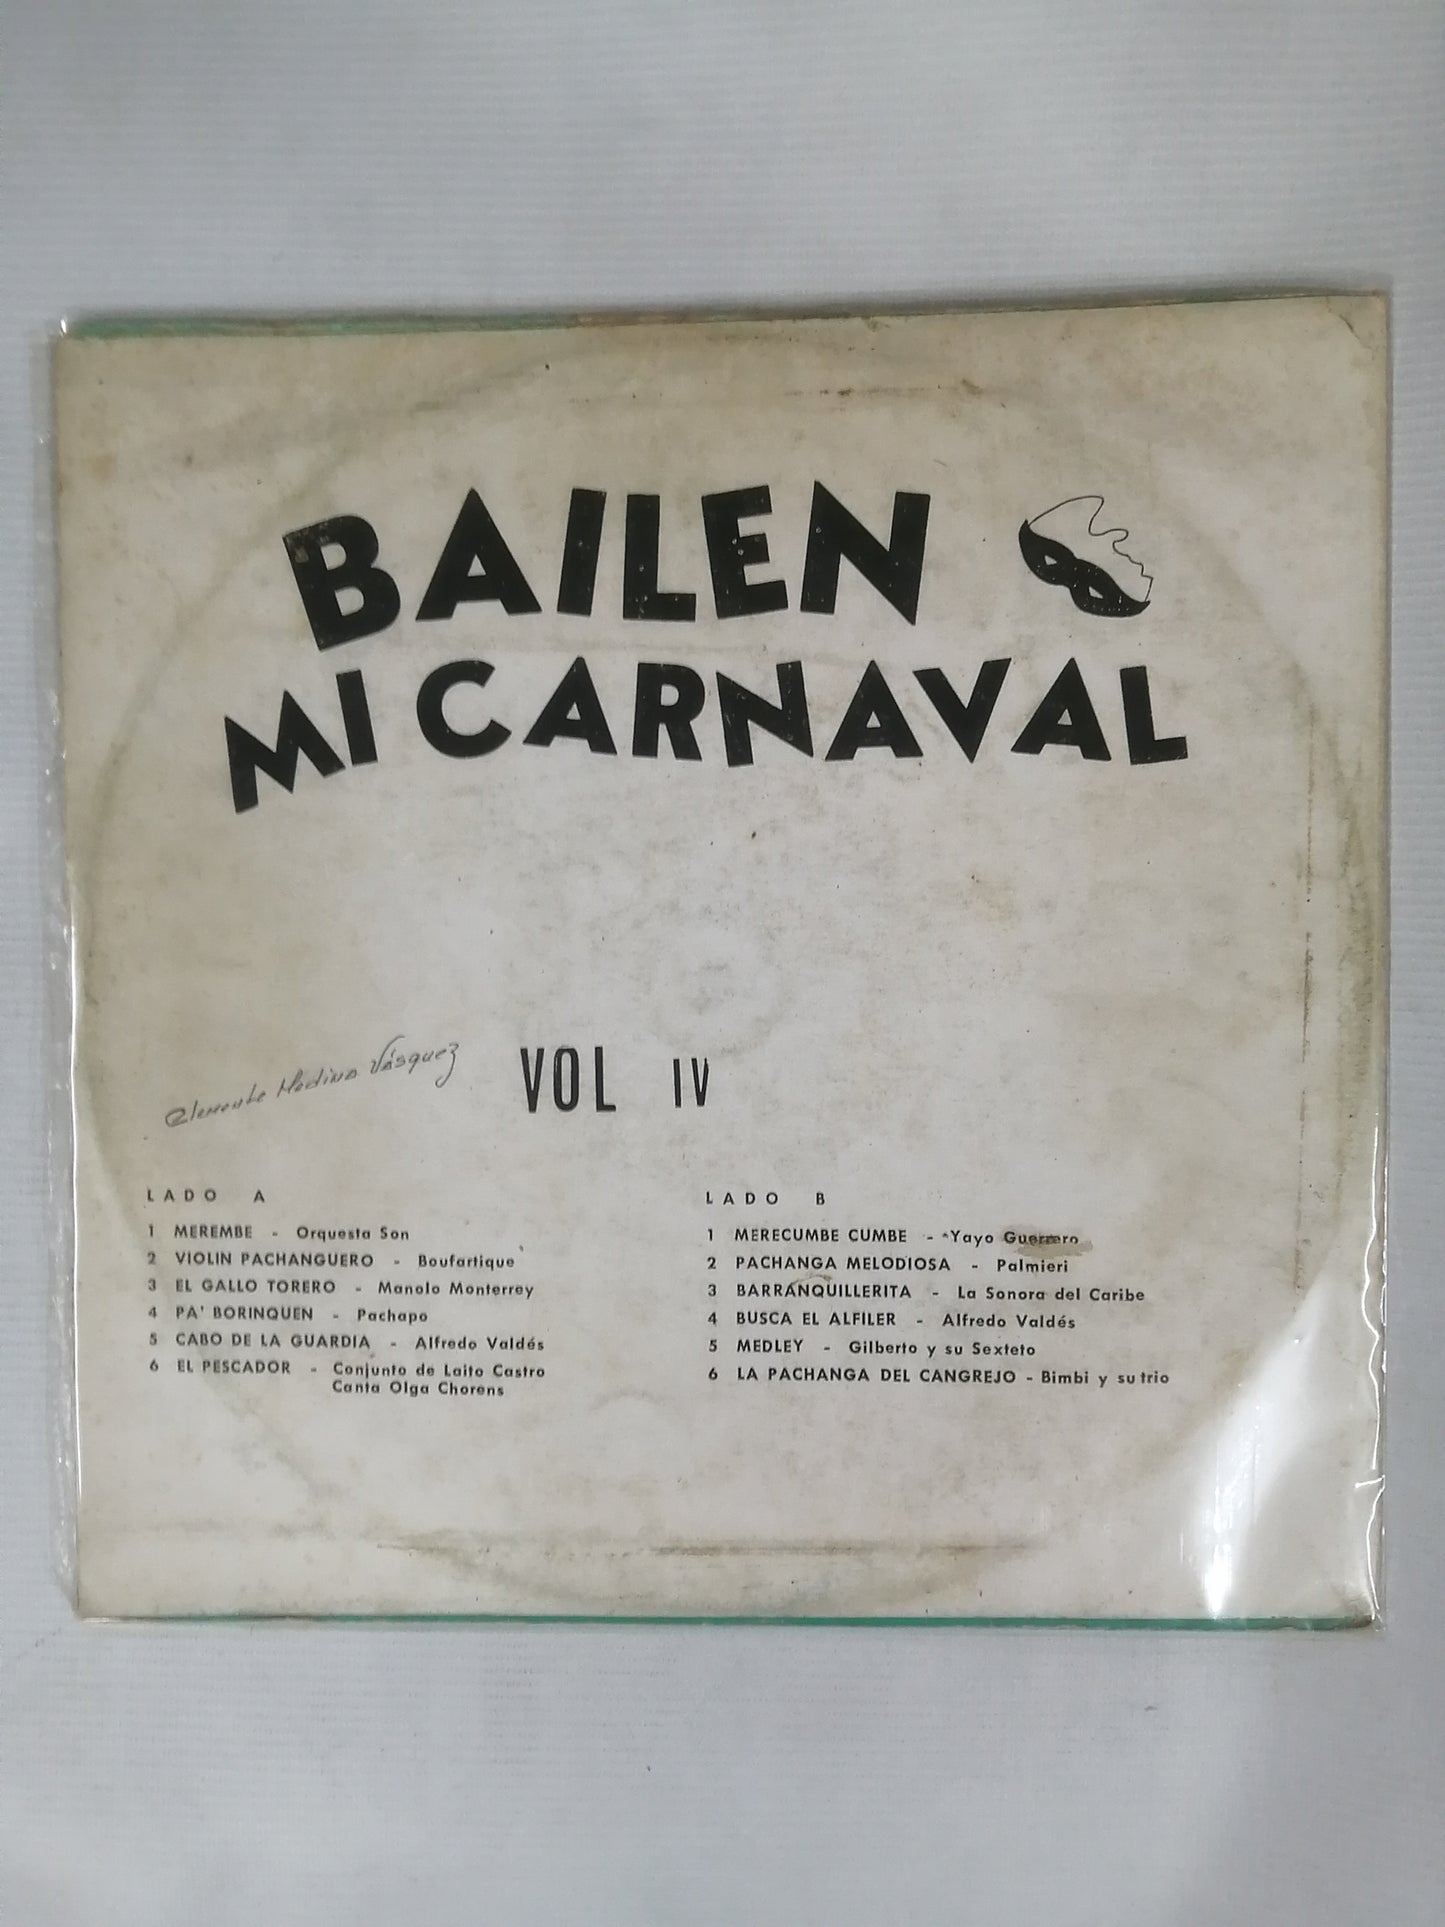 BAILEN
MI CARNAVAL
Clemente Medina Vásquez
VOL IV
LADO A
1 MEREMBE - Orquesta Son
2 VIOLIN PACHANGUERO - Boufartique
3 EL GALLO TORERO - Manolo Monterrey
4 PA' BORINQUEN - Pachapo
5 CABO DE LA GUARDIA - Alfredo Valdés
6 EL PESCADOR - Conjunto de Laito Castro
Canta Olga Chorens
LADO B
1 MERECUMBE CUMBE - Yayo Guerrero
2 PACHANGA MELODIOSA - Palmieri
3 BARRANQUILLERITA - La Sonora del Caribe
4 BUSCA EL ALFILER - Alfredo Valdés
5 MEDLEY - Gilberto y su Sexteto
6 LA PACHANGA DEL CANGREJO - Bimbi y su trio